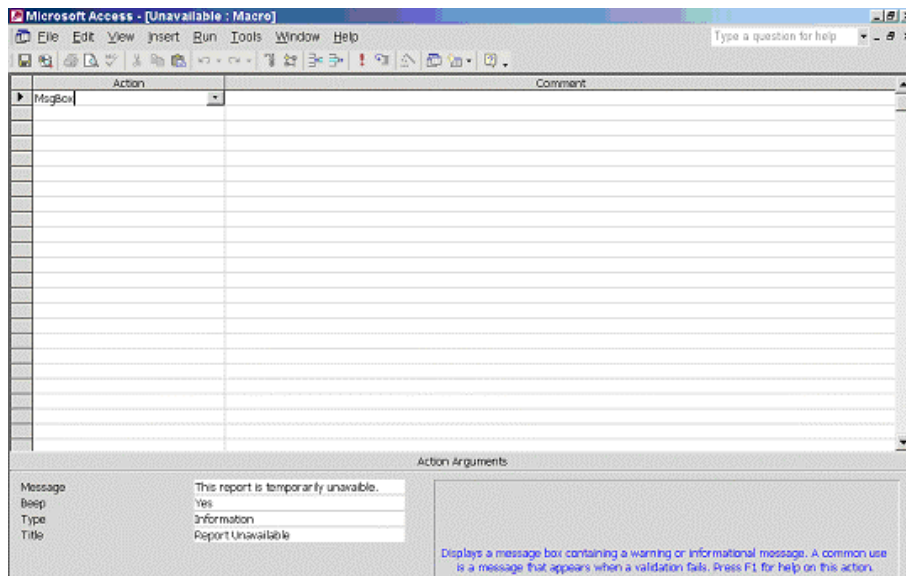 Microsoft Access - [Unavailable : Macro]
File Edit View Insert Run Tools Window Help Type a question for help
Action Comment
MsgBox
Action Arguments
Message This report is temporarily unavaible.
Beep Yes
Type Information
Title Report Unavailable
Displays a message box containing a warning or informational message. A common use
is a message that appears when a validation fails. Press F1 for help on this action.